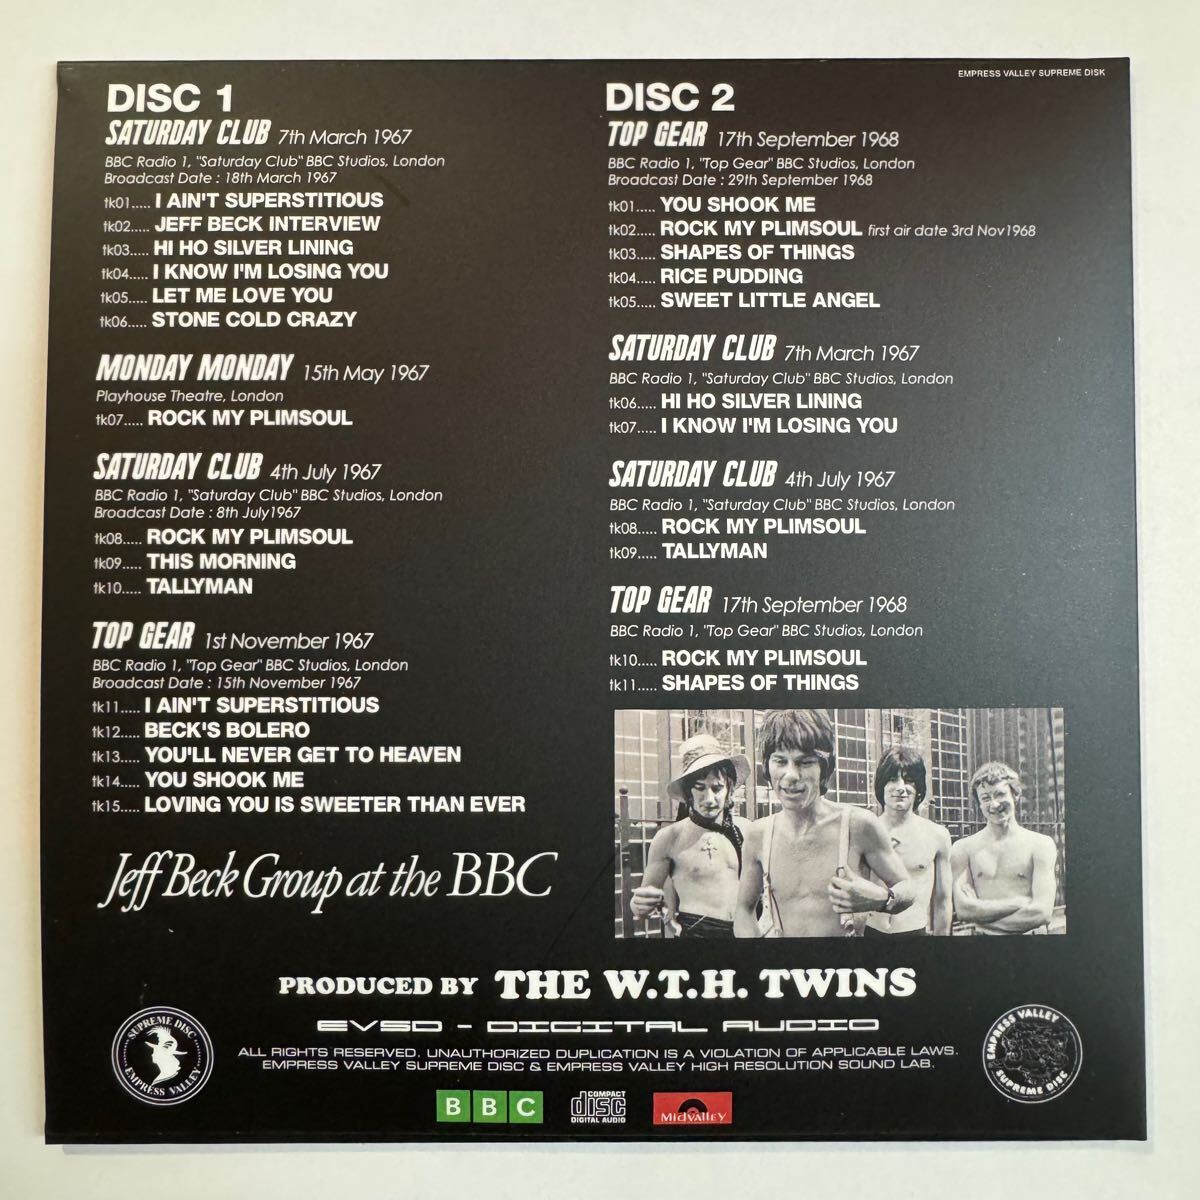 EMPRESS VALLEY SUPREME DISK
DISC 1
SATURDAY CLUB 7th March 1967
BBC Radio 1, "Saturday Club" BBC Studios, London
Broadcast Date : 18th March 1967
tk01..... I AIN'T SUPERSTITIOUS
tk02..... JEFF BECK INTERVIEW
tk03..... HI HO SILVER LINING
tk04..... I KNOW I'M LOSING YOU
tk05..... LET ME LOVE YOU
tk06..... STONE COLD CRAZY
MONDAY MONDAY 15th May 1967
Playhouse Theatre, London
tk07..... ROCK MY PLIMSOUL
SATURDAY CLUB 4th July 1967
BBC Radio 1, "Saturday Club" BBC Studios, London
Broadcast Date : 8th July1967
tk08..... ROCK MY PLIMSOUL
tk09..... THIS MORNING
tk10..... TALLYMAN
TOP GEAR 1st November 1967
BBC Radio 1, "Top Gear" BBC Studios, London
Broadcast Date : 15th November 1967
tk11..... I AIN'T SUPERSTITIOUS
tk12..... BECK'S BOLERO
tk13..... YOU'LL NEVER GET TO HEAVEN
tk14..... YOU SHOOK ME
tk15..... LOVING YOU IS SWEETER THAN EVER
Jeff Beck Group at the BBC
DISC 2
TOP GEAR 17th September 1968
BBC Radio 1, "Top Gear" BBC Studios, London
Broadcast Date : 29th September 1968
tk01..... YOU SHOOK ME
tk02..... ROCK MY PLIMSOUL first air date 3rd Nov1968
tk03..... SHAPES OF THINGS
tk04..... RICE PUDDING
tk05..... SWEET LITTLE ANGEL
SATURDAY CLUB 7th March 1967
BBC Radio 1, "Saturday Club" BBC Studios, London
tk06..... HI HO SILVER LINING
tk07..... I KNOW I'M LOSING YOU
SATURDAY CLUB 4th July 1967
BBC Radio 1, "Saturday Club" BBC Studios, London
tk08..... ROCK MY PLIMSOUL
tk09..... TALLYMAN
TOP GEAR 17th September 1968
BBC Radio 1, "Top Gear" BBC Studios, London
tk10..... ROCK MY PLIMSOUL
tk11..... SHAPES OF THINGS
PRODUCED BY THE W.T.H. TWINS
EVSD - DIGITAL AUDIO
SUPREME DISC
EMPRESS VALLEY
ALL RIGHTS RESERVED. UNAUTHORIZED DUPLICATION IS A VIOLATION OF APPLICABLE LAWS.
EMPRESS VALLEY SUPREME DISC & EMPRESS VALLEY HIGH RESOLUTION SOUND LAB.
EMPRESS VALLEY
SUPREME DISC
BBC
COMPACT
disc
DIGITAL AUDIO
MidValley